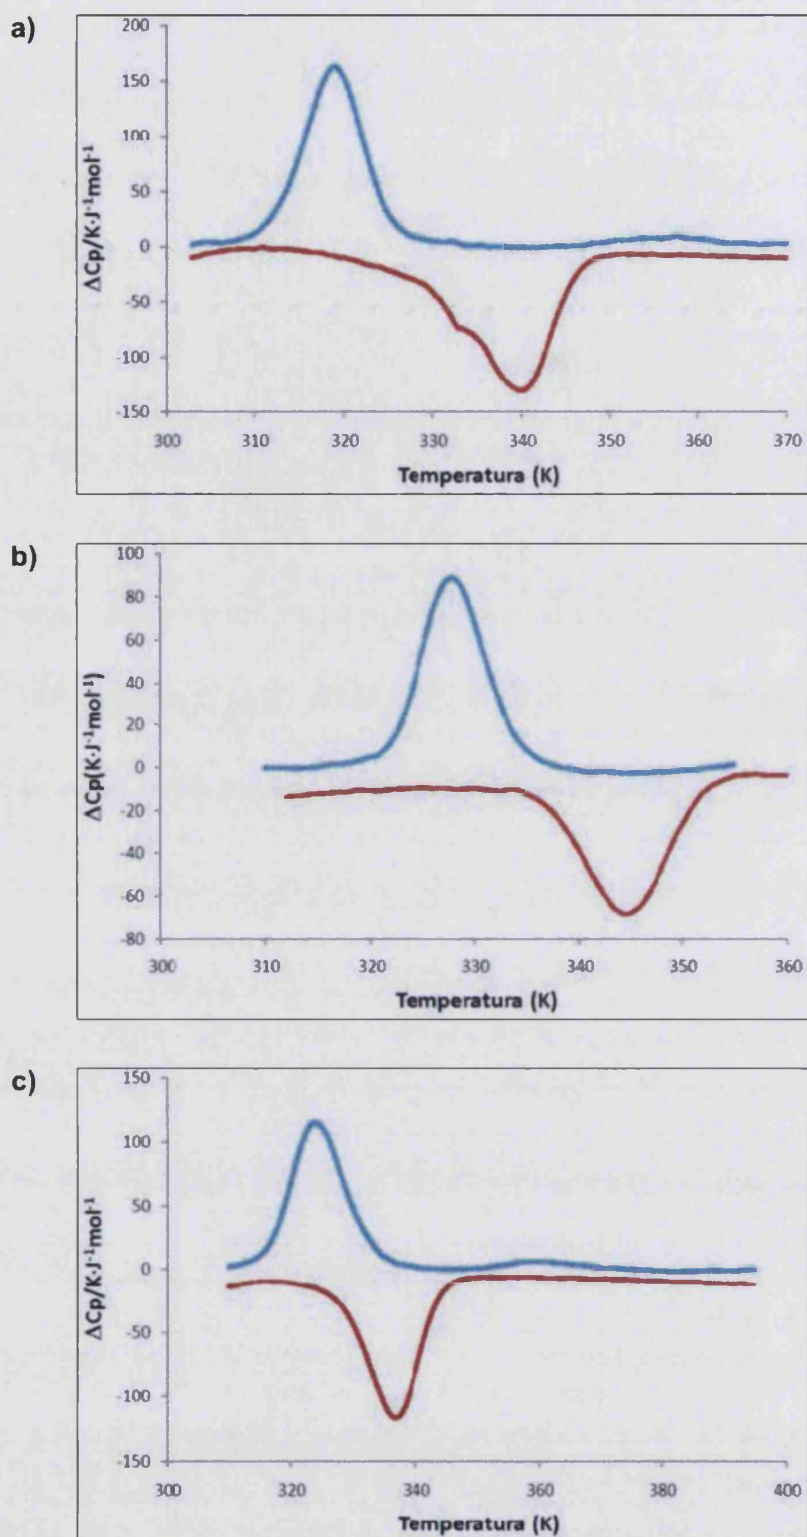 a)
200
150
100
50
0
-50
-100
-150
ΔCp/K·J⁻¹mol⁻¹
300 310 320 330 340 350 360 370
Temperatura (K)
b)
100
80
60
40
20
0
-20
-40
-60
-80
ΔCp(K·J⁻¹mol⁻¹)
300 310 320 330 340 350 360
Temperatura (K)
c)
150
100
50
0
-50
-100
-150
ΔCp/K·J⁻¹mol⁻¹
300 320 340 360 380 400
Temperatura (K)